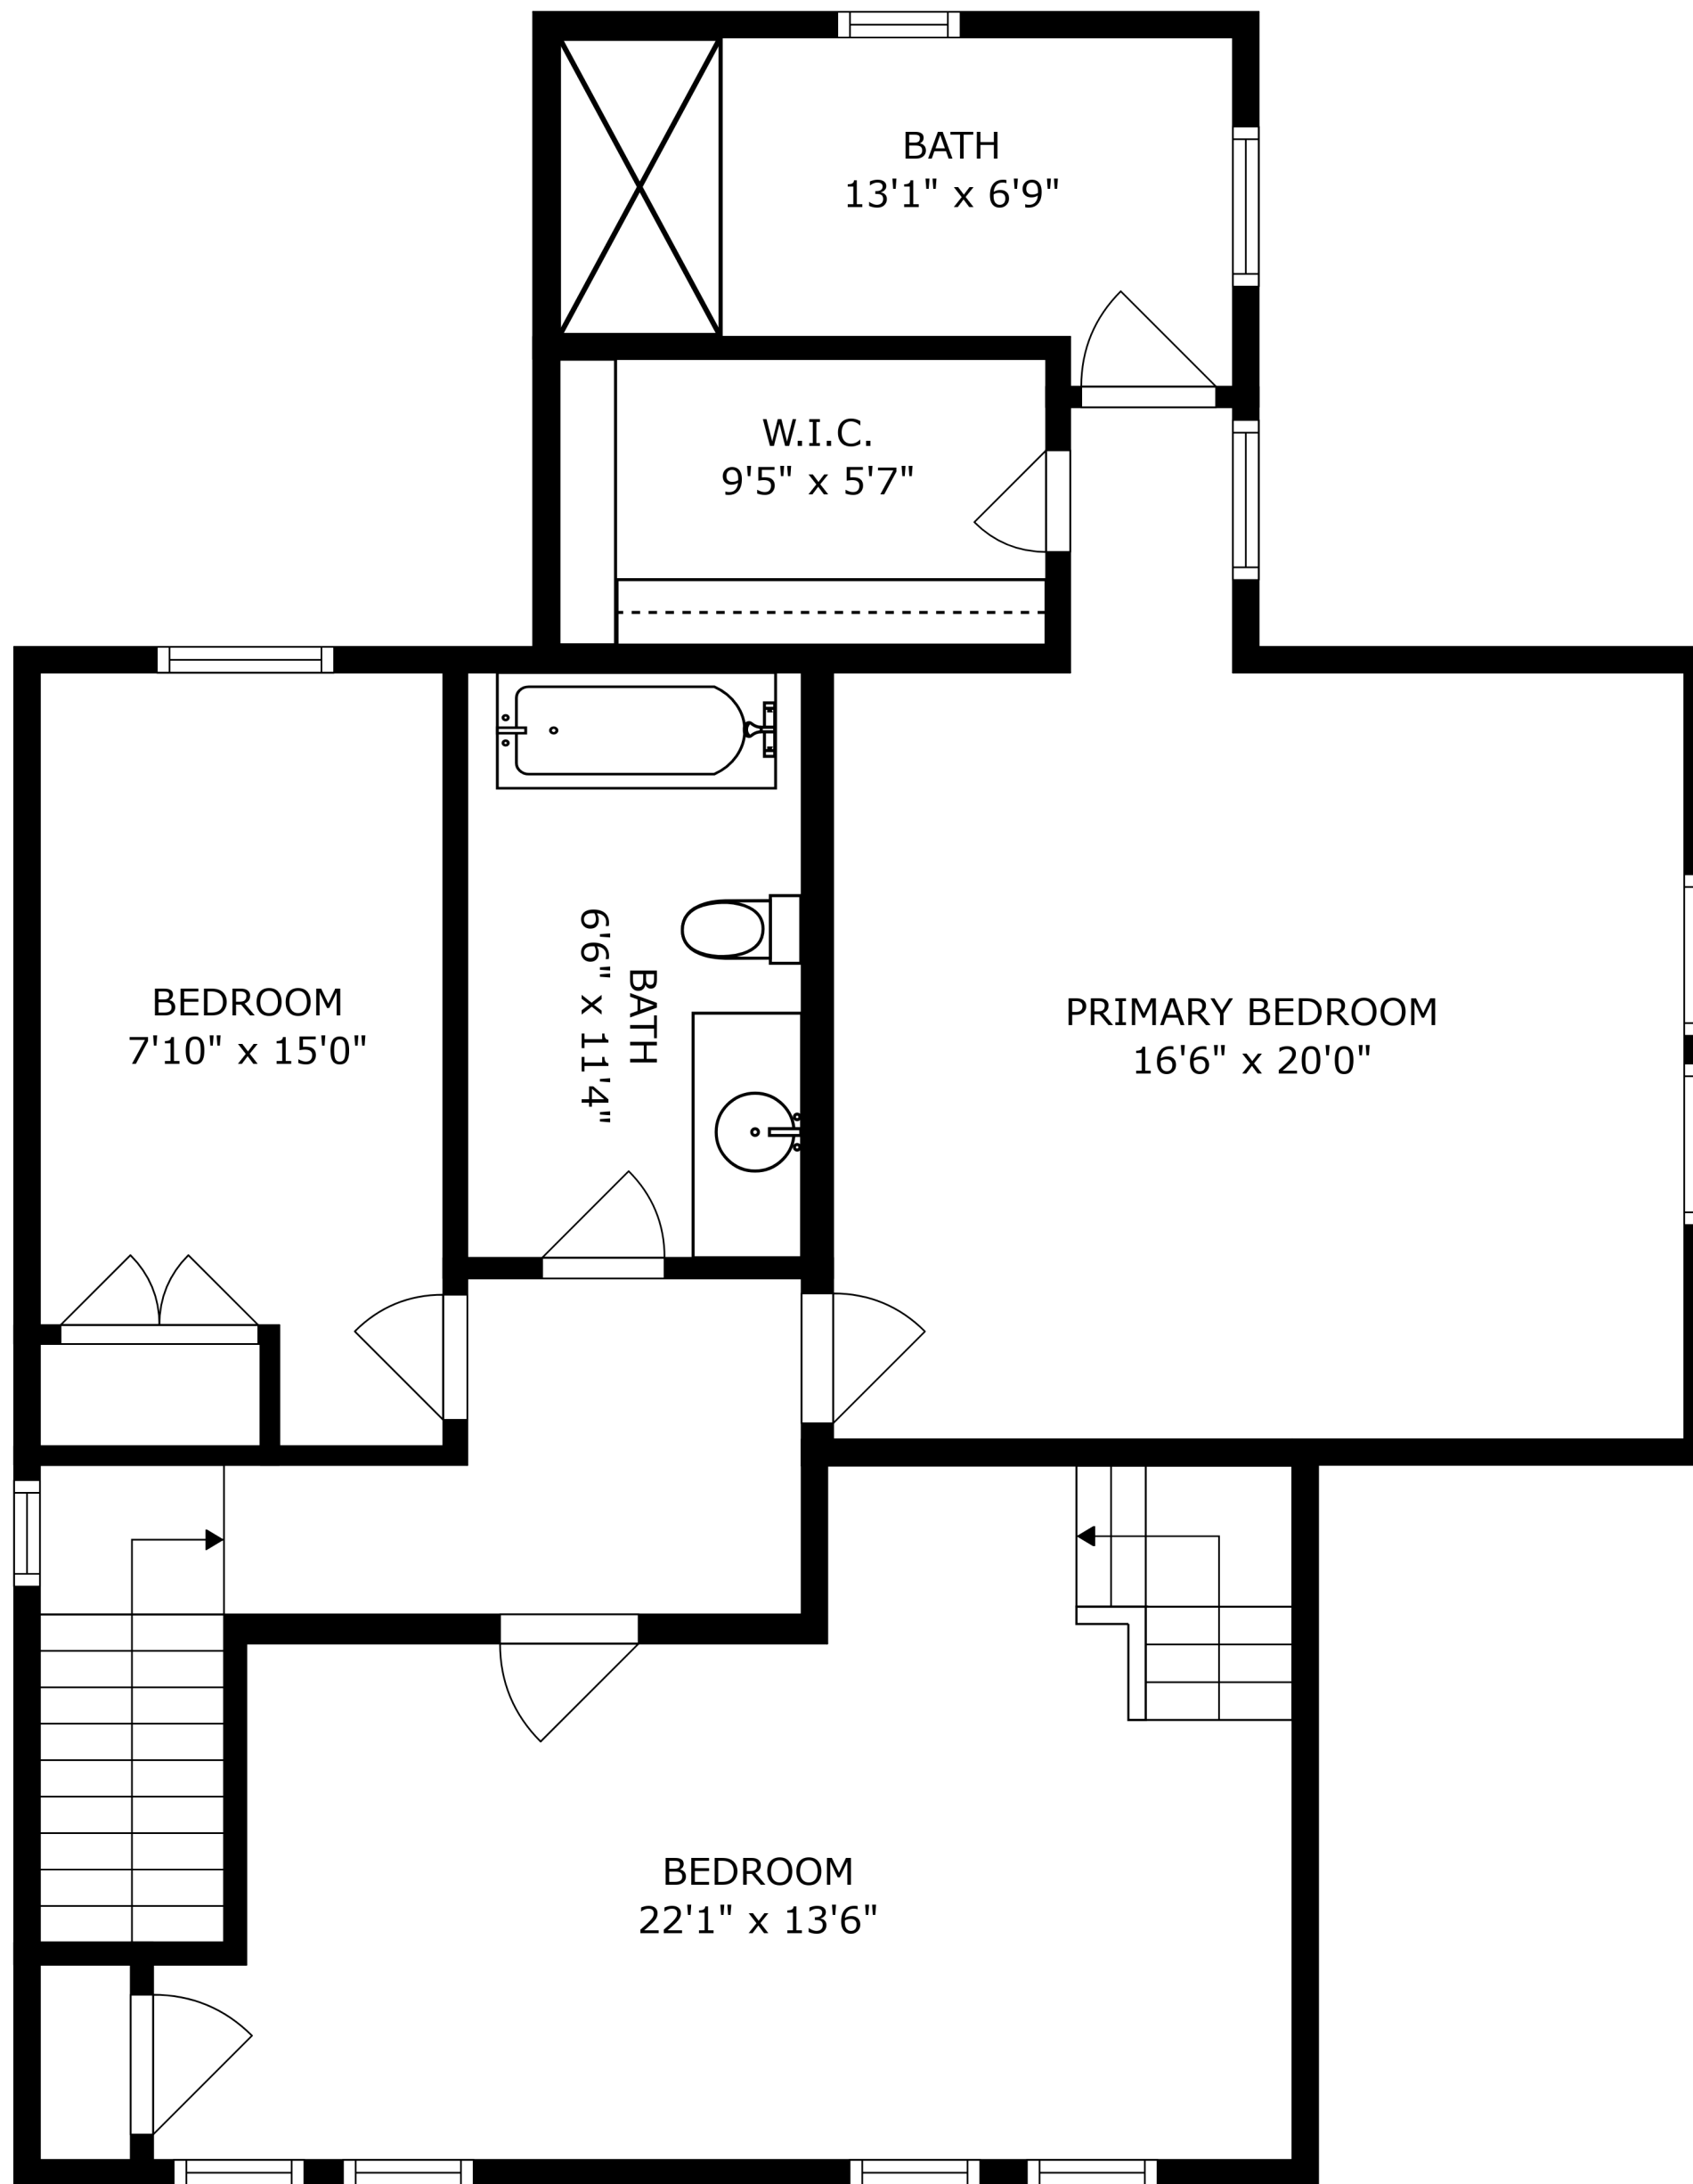 BATH
13'1" x 6'9"
W.I.C.
9'5" x 5'7"
BEDROOM
7'10" x 15'0"
BATH
6'6" x 11'4"
PRIMARY BEDROOM
16'6" x 20'0"
BEDROOM
22'1" x 13'6"